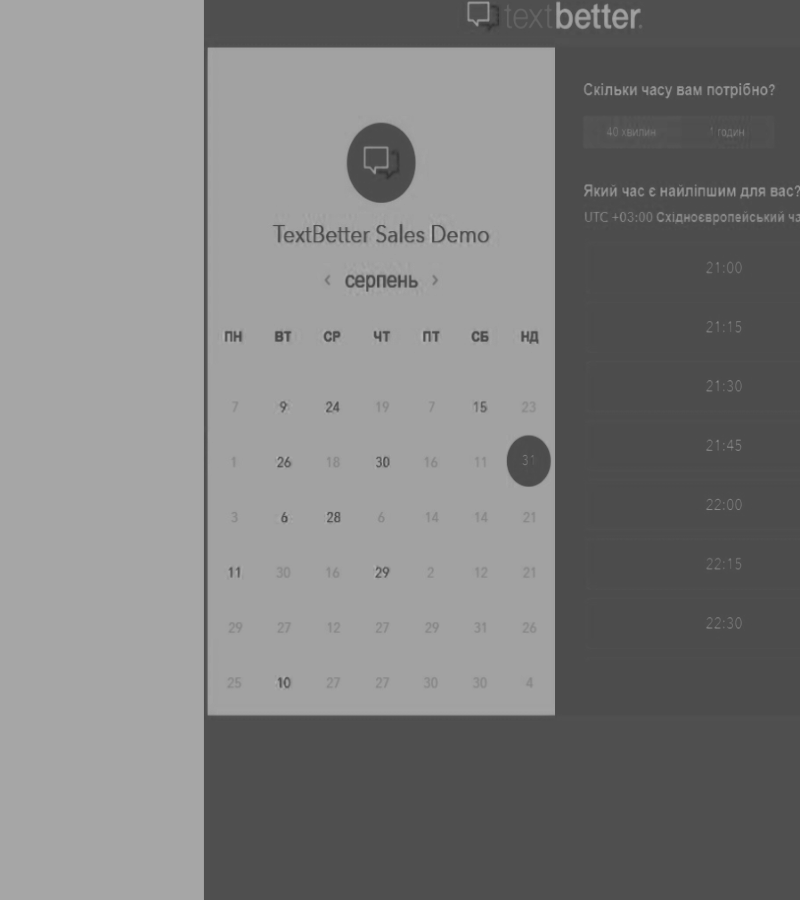 textbetter.
TextBetter Sales Demo
‹ серпень ›
ПН ВТ СР ЧТ ПТ СБ НД
7 9 24 19 7 15 23
1 26 18 30 16 11 31
3 6 28 6 14 14 21
11 30 16 29 2 12 21
29 27 12 27 29 31 26
25 10 27 27 30 30 4
Скільки часу вам потрібно?
40 хвилин 1 годин
Який час є найліпшим для вас?
UTC +03:00 Східноєвропейський ча
21:00
21:15
21:30
21:45
22:00
22:15
22:30